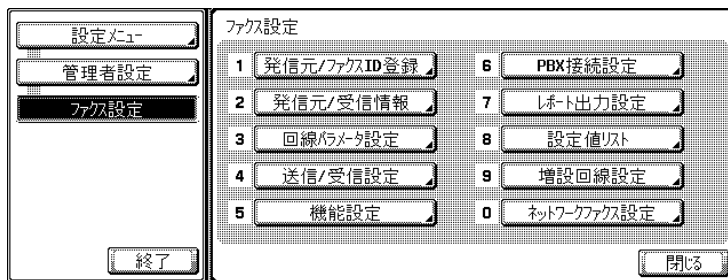 設定メニュー
管理者設定
ファクス設定
終了
ファクス設定
1 発信元/ファクスID登録
2 発信元/受信情報
3 回線パラメータ設定
4 送信/受信設定
5 機能設定
6 PBX接続設定
7 レポート出力設定
8 設定値リスト
9 増設回線設定
0 ネットワークファクス設定
閉じる